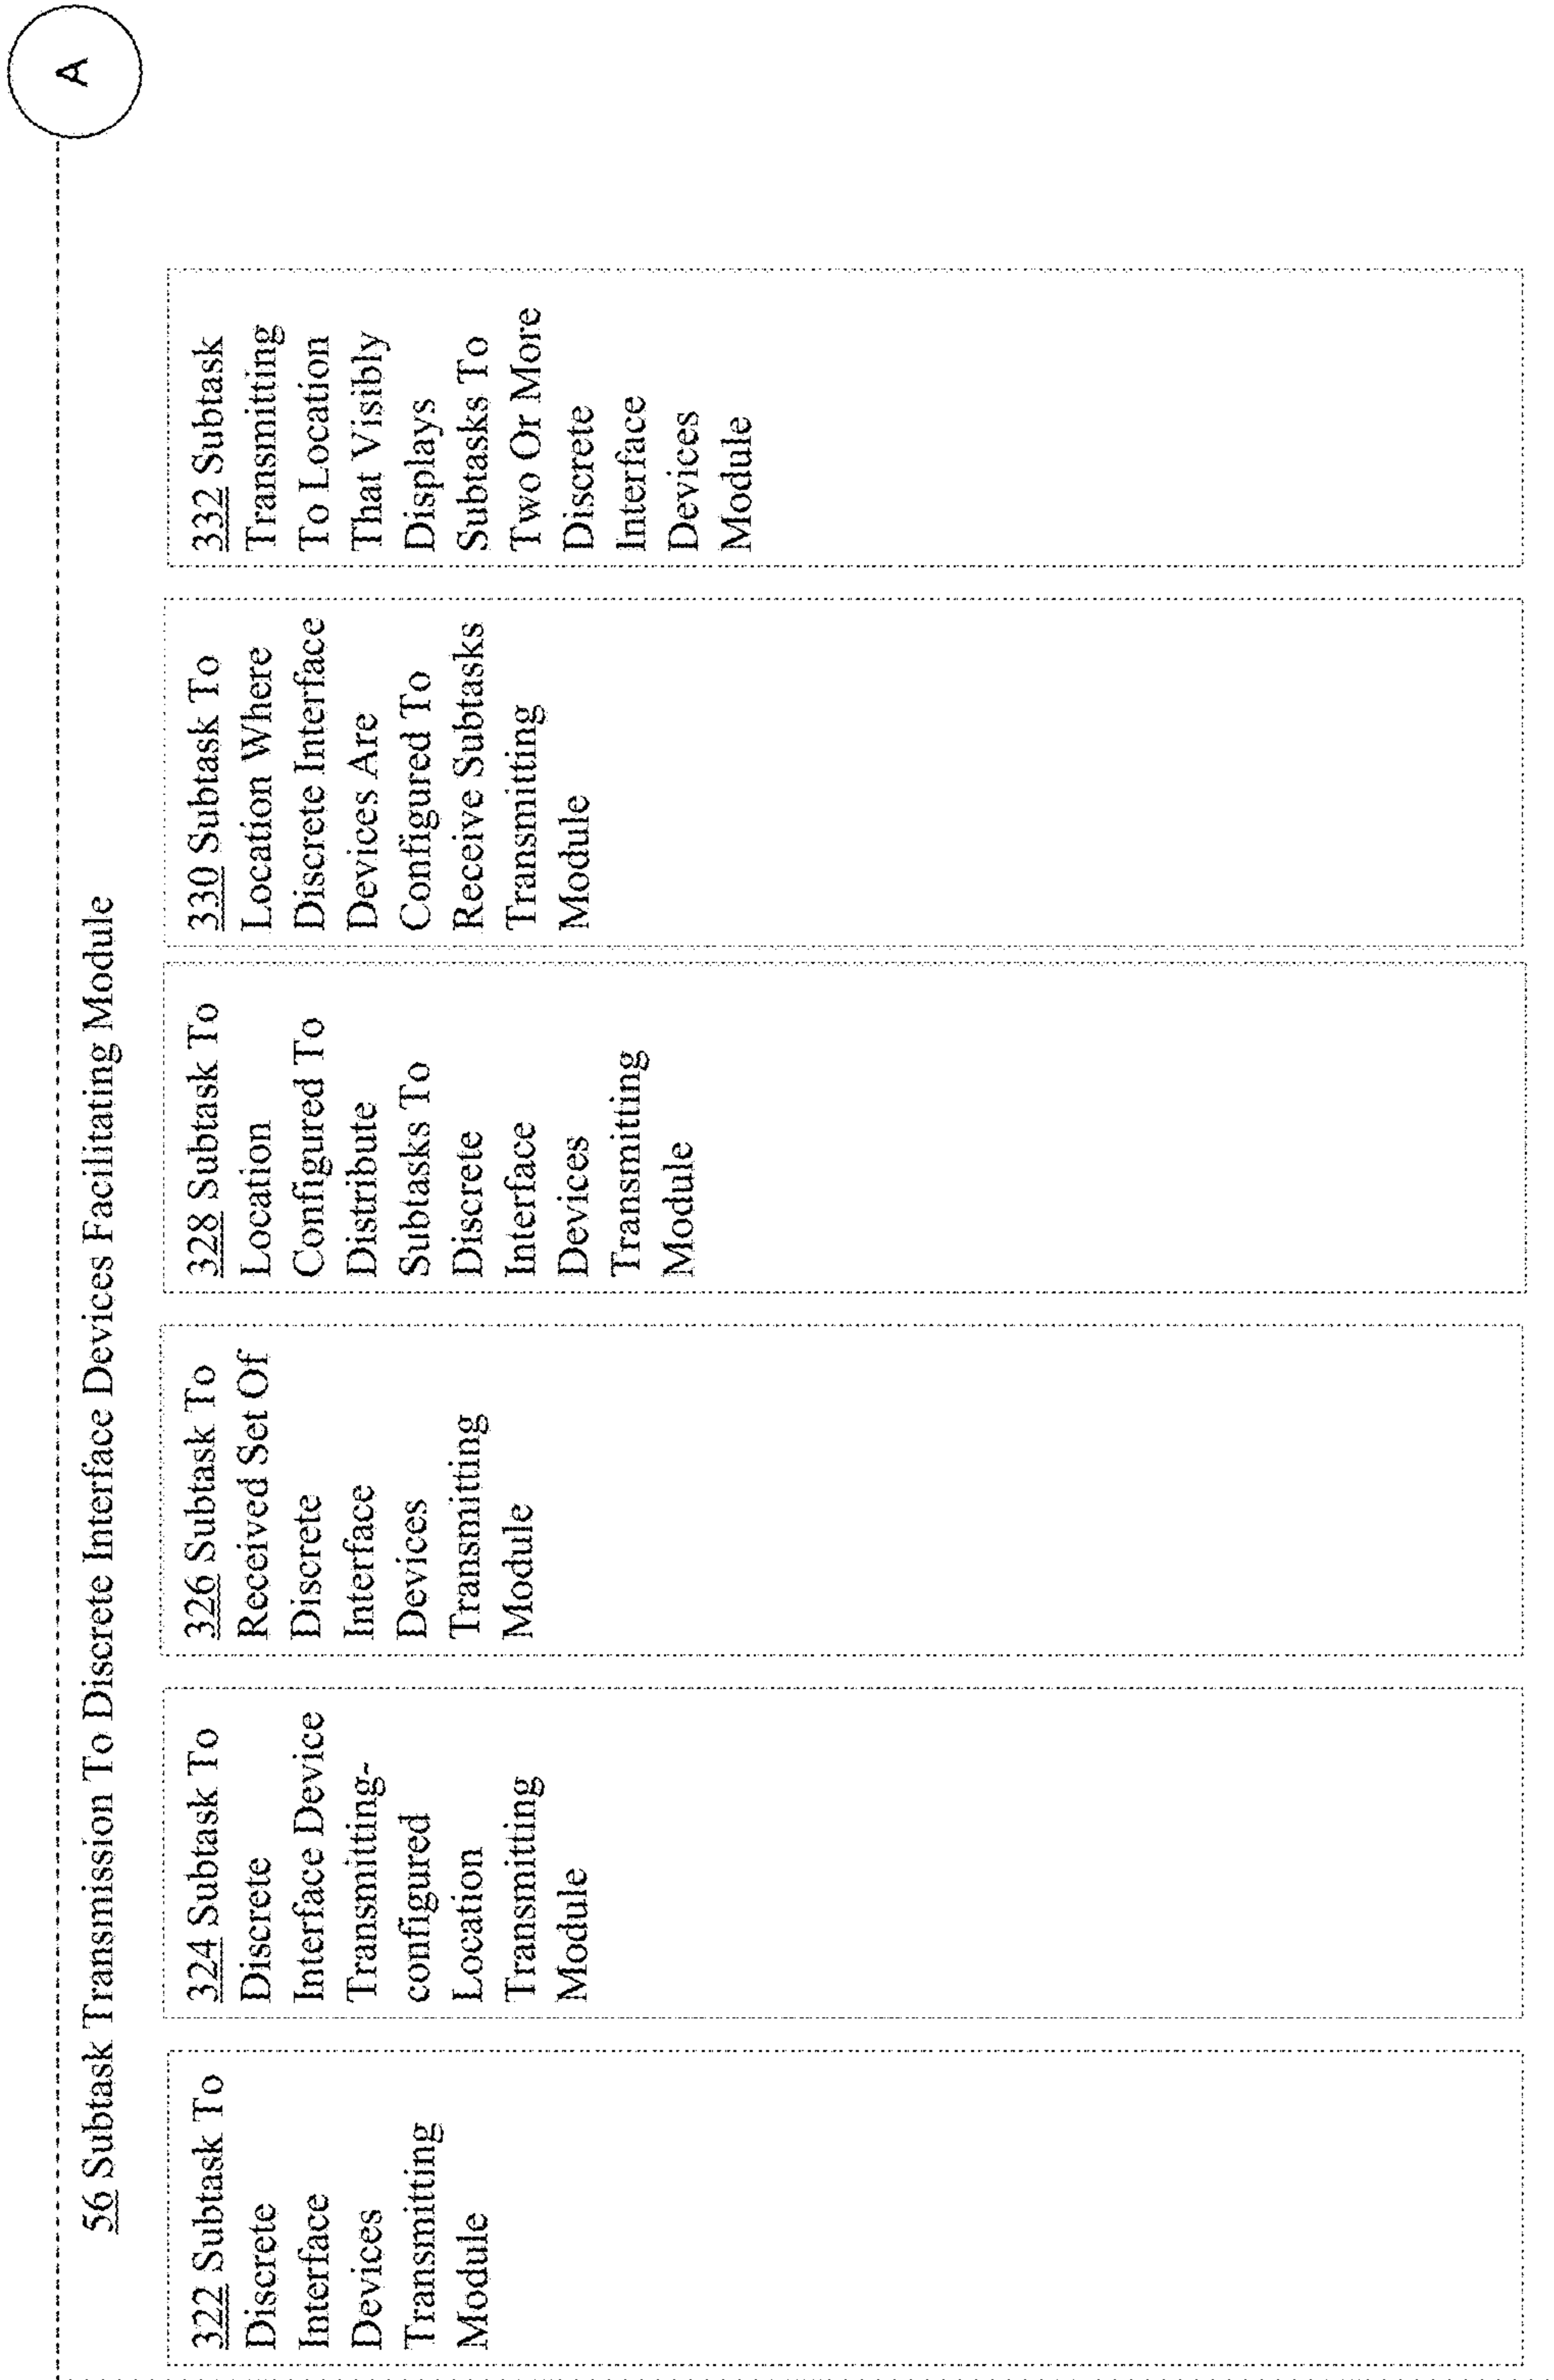 A
56 Subtask Transmission To Discrete Interface Devices Facilitating Module
322 Subtask To
Discrete
Interface
Devices
Transmitting
Module
324 Subtask To
Discrete
Interface Device
Transmitting-
configured
Location
Transmitting
Module
326 Subtask To
Received Set Of
Discrete
Interface
Devices
Transmitting
Module
328 Subtask To
Location
Configured To
Distribute
Subtasks To
Discrete
Interface
Devices
Transmitting
Module
330 Subtask To
Location Where
Discrete Interface
Devices Are
Configured To
Receive Subtasks
Transmitting
Module
332 Subtask
Transmitting
To Location
That Visibly
Displays
Subtasks To
Two Or More
Discrete
Interface
Devices
Module